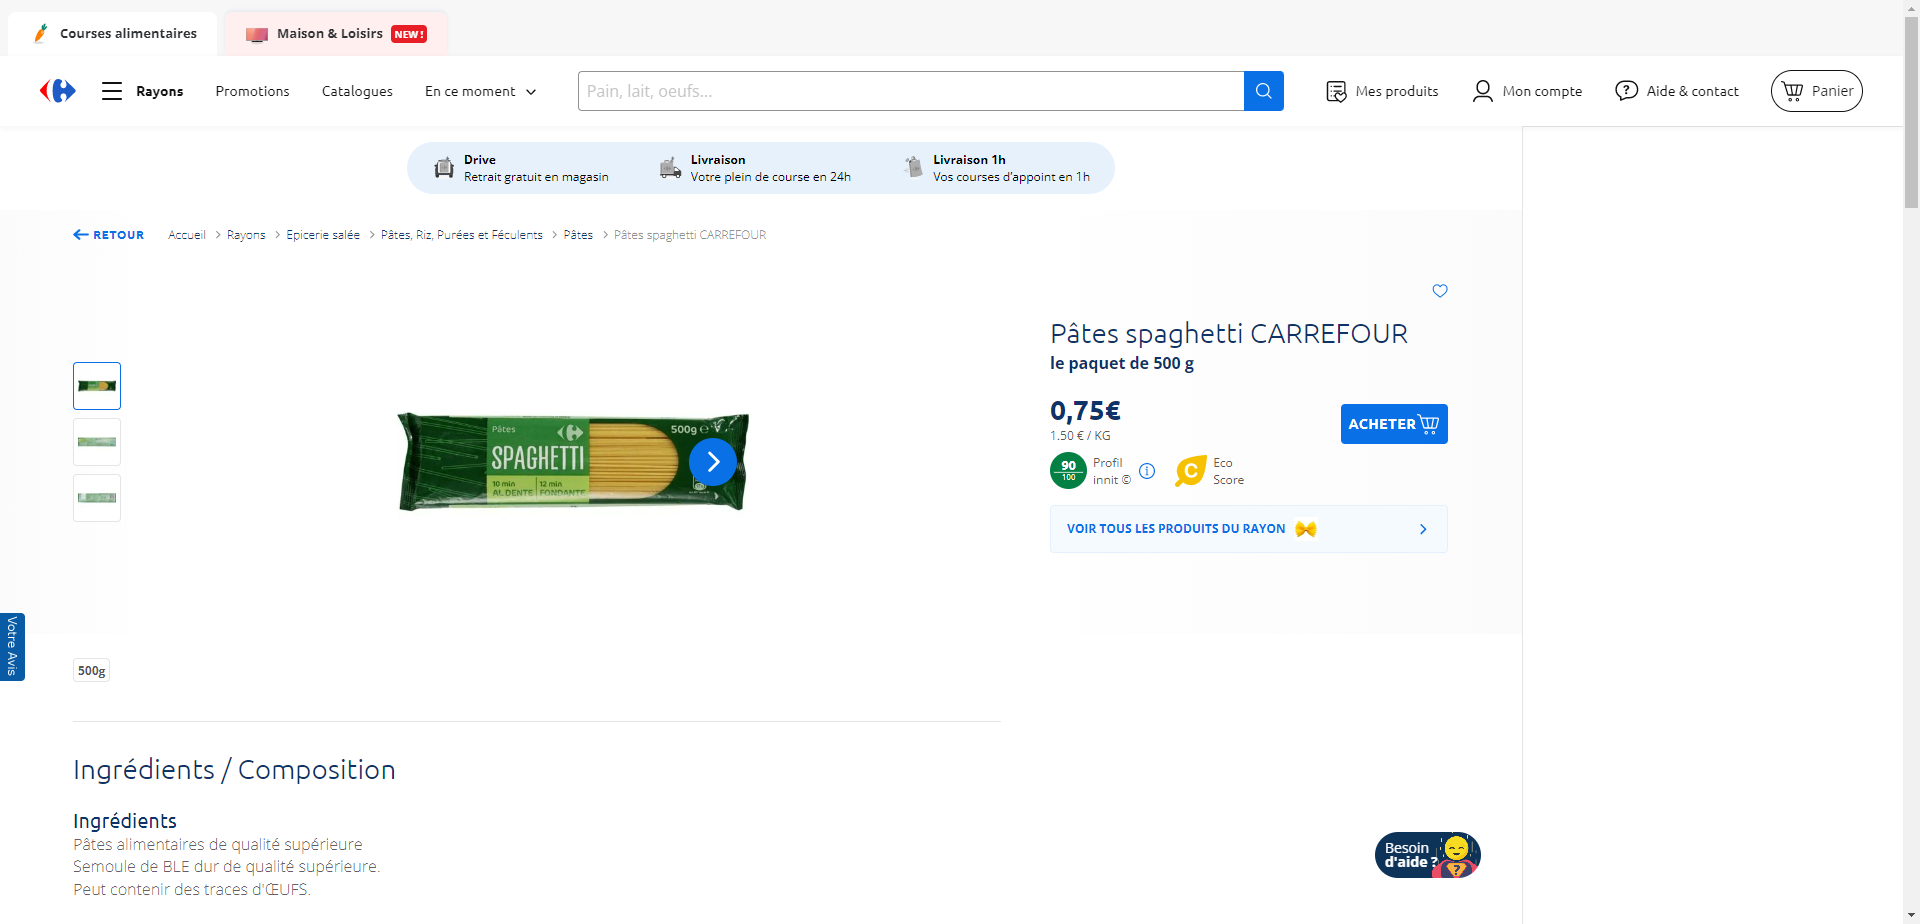 Courses alimentaires
Maison & Loisirs NEW !
Rayons
Promotions
Catalogues
En ce moment
Pain, lait, oeufs...
Mes produits
Mon compte
Aide & contact
Panier
Drive
Retrait gratuit en magasin
Livraison
Votre plein de course en 24h
Livraison 1h
Vos courses d’appoint en 1h
RETOUR
Accueil
Rayons
Epicerie salée
Pâtes, Riz, Purées et Féculents
Pâtes
Pâtes spaghetti CARREFOUR
Pâtes
SPAGHETTI
500g e
10 min
AL DENTE
12 min
FONDANTE
Pâtes spaghetti CARREFOUR
le paquet de 500 g
0,75€
1.50 € / KG
ACHETER
90
100
Profil
innit ©
C
Eco
Score
VOIR TOUS LES PRODUITS DU RAYON
Votre Avis
500g
Ingrédients / Composition
Ingrédients
Pâtes alimentaires de qualité supérieure
Semoule de BLE dur de qualité supérieure.
Peut contenir des traces d'ŒUFS.
Besoin
d'aide ?